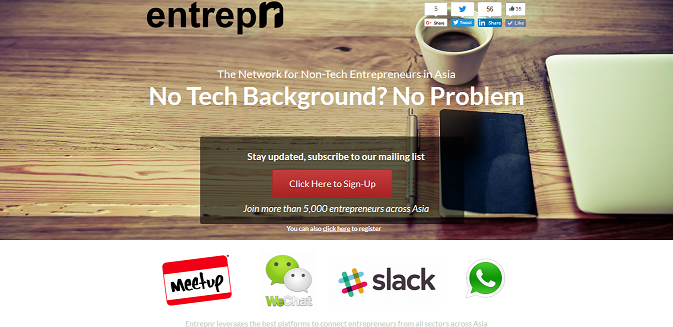 entrepn
5
56
38
Share
Tweet
Share
Like
The Network for Non-Tech Entrepreneurs in Asia
No Tech Background? No Problem
Stay updated, subscribe to our mailing list
Click Here to Sign-Up
Join more than 5,000 entrepreneurs across Asia
You can also click here to register
meetup
WeChat
slack
Entrepnr leverages the best platforms to connect entrepreneurs from all sectors across Asia